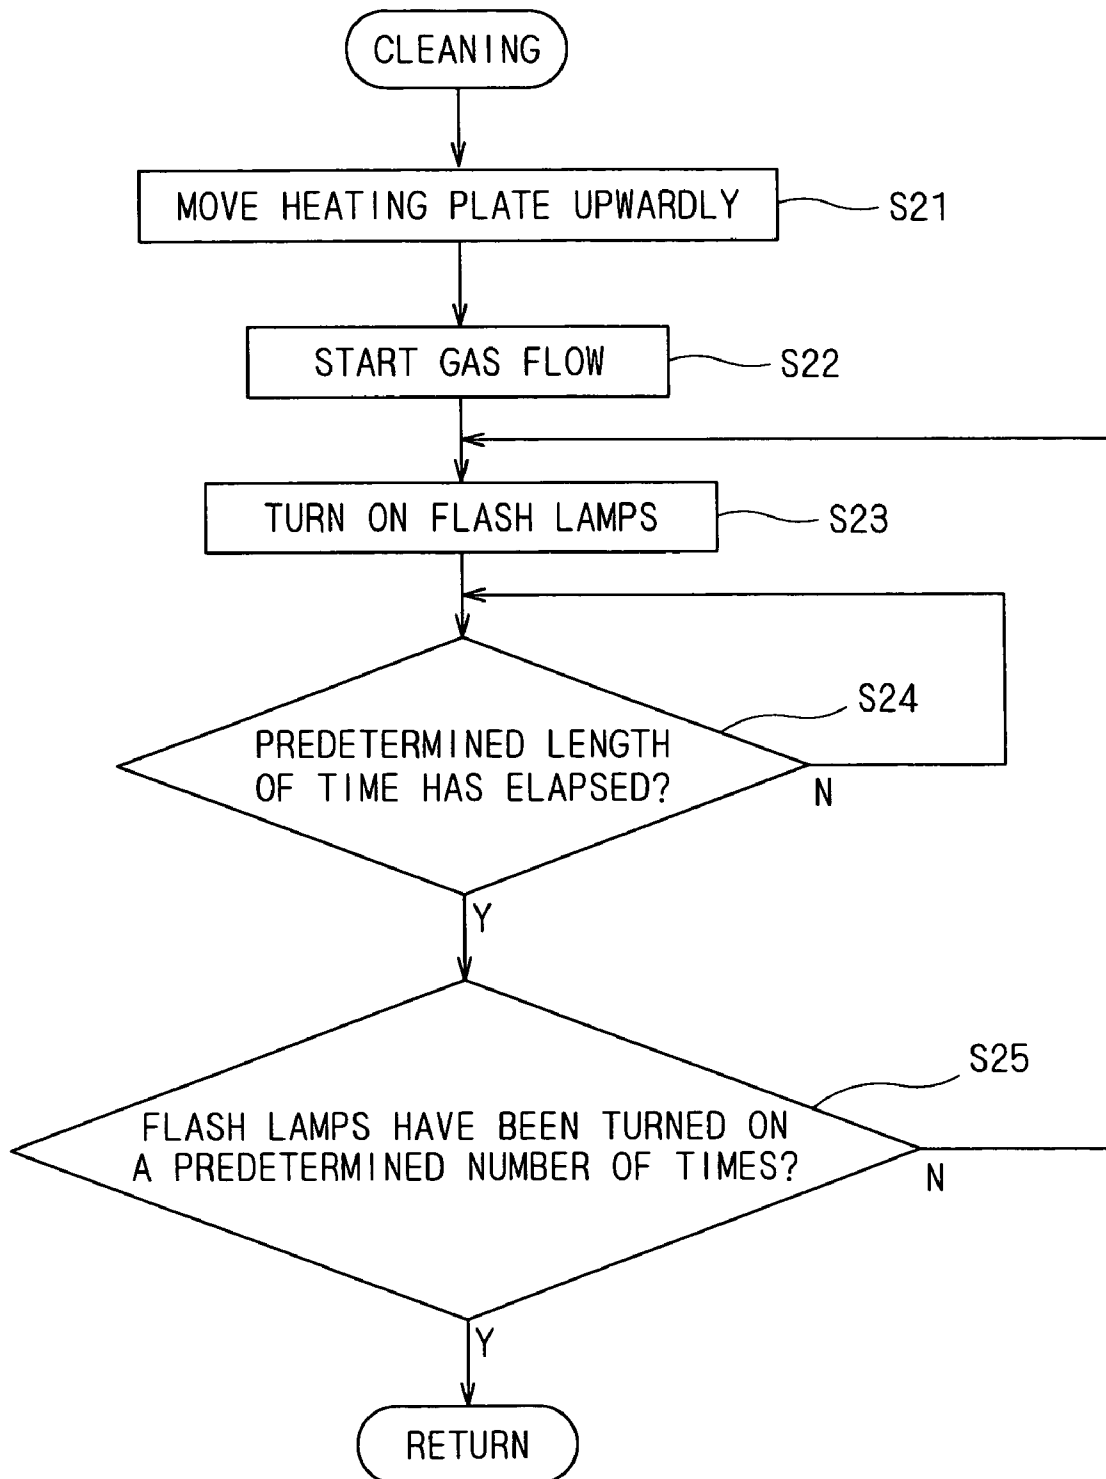 CLEANING
MOVE HEATING PLATE UPWARDLY
S21
START GAS FLOW
S22
TURN ON FLASH LAMPS
S23
S24
PREDETERMINED LENGTH
OF TIME HAS ELAPSED?
N
Y
S25
FLASH LAMPS HAVE BEEN TURNED ON
A PREDETERMINED NUMBER OF TIMES?
N
Y
RETURN